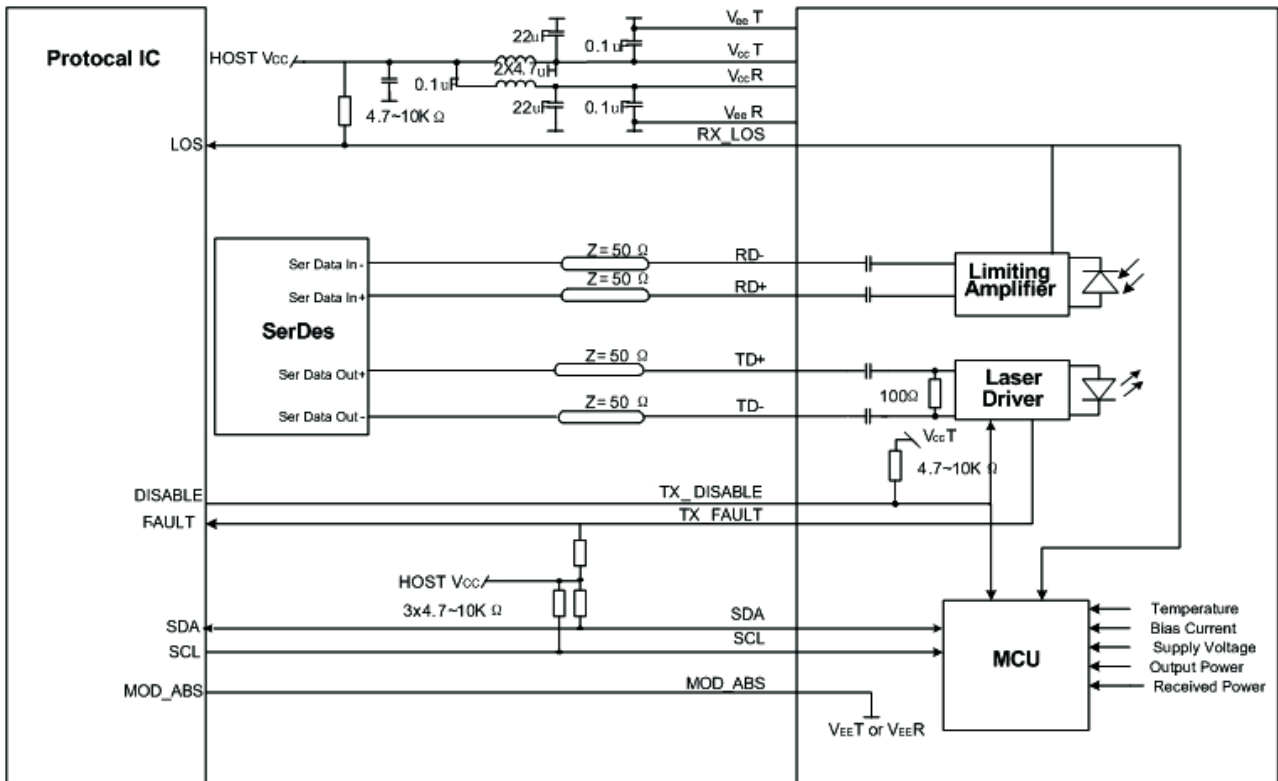 Protocal IC
HOST Vcc
22uF
0.1uF
VeeT
VccT
2X4.7uH
0.1uF
VccR
22uF
0.1uF
VeeR
4.7~10K Ω
LOS
RX_LOS
Ser Data In -
Z= 50 Ω
RD-
Limiting
Amplifier
Ser Data In+
Z= 50 Ω
RD+
SerDes
Ser Data Out+
Z= 50 Ω
TD+
Laser
Driver
100Ω
Ser Data Out -
Z= 50 Ω
TD-
VccT
4.7~10K Ω
DISABLE
TX_DISABLE
FAULT
TX_FAULT
HOST Vcc
3x4.7~10K Ω
SDA
SDA
SCL
SCL
MCU
Temperature
Bias Current
Supply Voltage
Output Power
Received Power
MOD_ABS
MOD_ABS
VEET or VEER